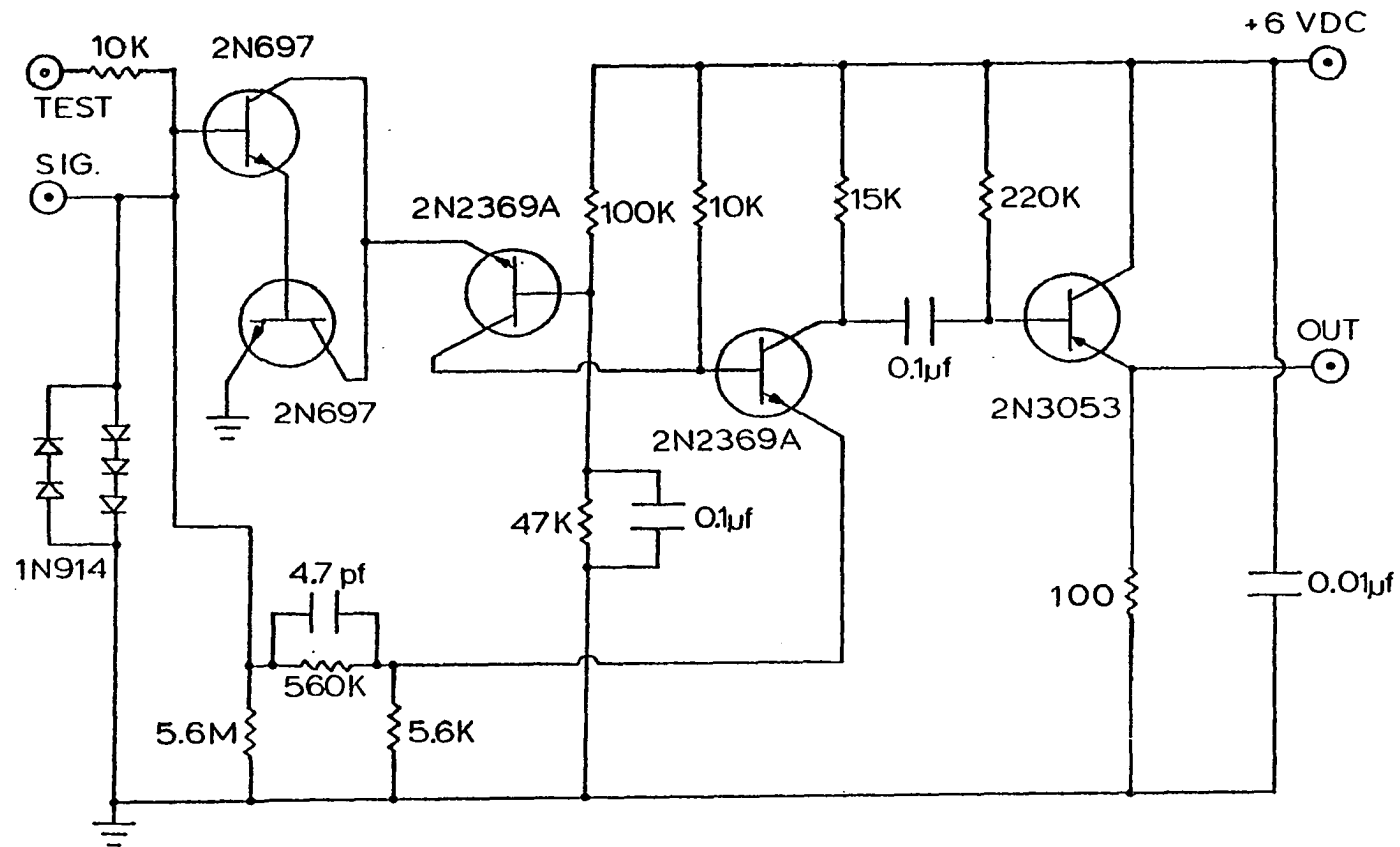 +6 VDC
10K
2N697
TEST
SIG.
2N2369A
100K
10K
15K
220K
0.1µf
OUT
2N697
2N3053
2N2369A
47K
0.1µf
1N914
4.7 pf
100
0.01µf
560K
5.6M
5.6K